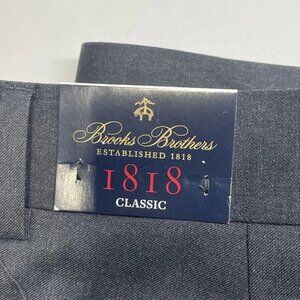 Brooks Brothers
ESTABLISHED 1818
1818
CLASSIC